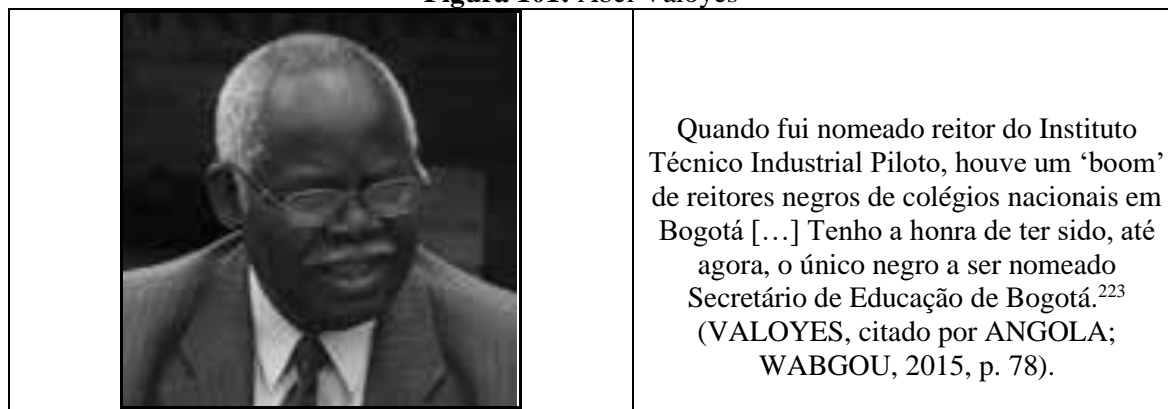 Quando fui nomeado reitor do Instituto
Técnico Industrial Piloto, houve um ‘boom’
de reitores negros de colégios nacionais em
Bogotá […] Tenho a honra de ter sido, até
agora, o único negro a ser nomeado
Secretário de Educação de Bogotá.²²³
(VALOYES, citado por ANGOLA;
WABGOU, 2015, p. 78).